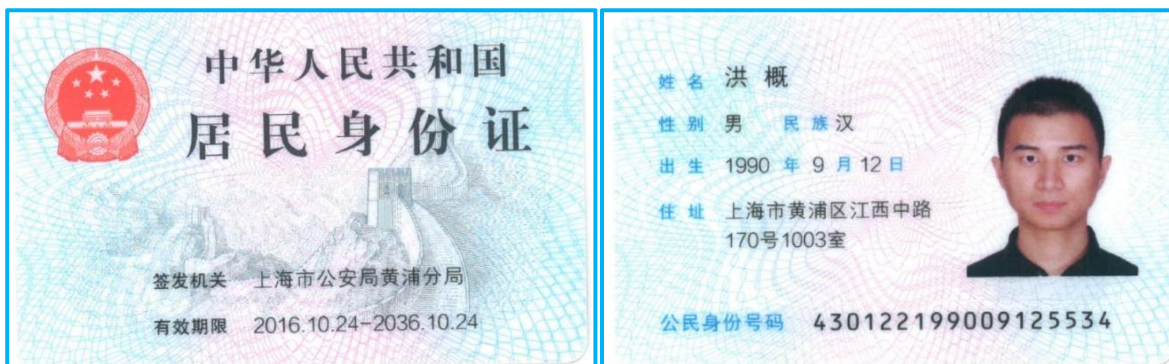 中华人民共和国
居民身份证
签发机关 上海市公安局黄浦分局
有效期限 2016.10.24-2036.10.24
姓名 洪概
性别 男 民族 汉
出生 1990 年 9 月 12 日
住址 上海市黄浦区江西中路
170号1003室
公民身份号码 430122199009125534